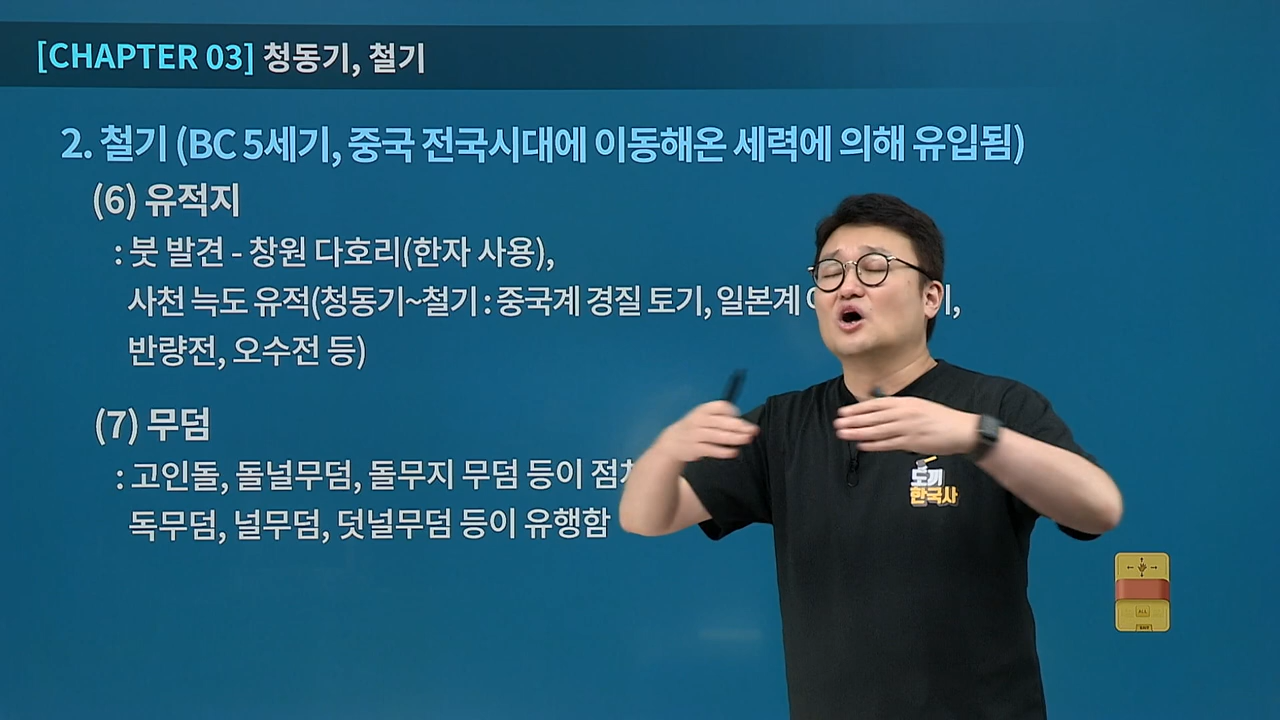 [CHAPTER 03] 청동기, 철기
2. 철기 (BC 5세기, 중국 전국시대에 이동해온 세력에 의해 유입됨)
(6) 유적지
: 붓 발견 - 창원 다호리(한자 사용),
사천 늑도 유적(청동기~철기 : 중국계 경질 토기, 일본계
반량전, 오수전 등)
(7) 무덤
: 고인돌, 돌널무덤, 돌무지 무덤 등이
독무덤, 널무덤, 덧널무덤 등이 유행함
도끼
한국사
ALL